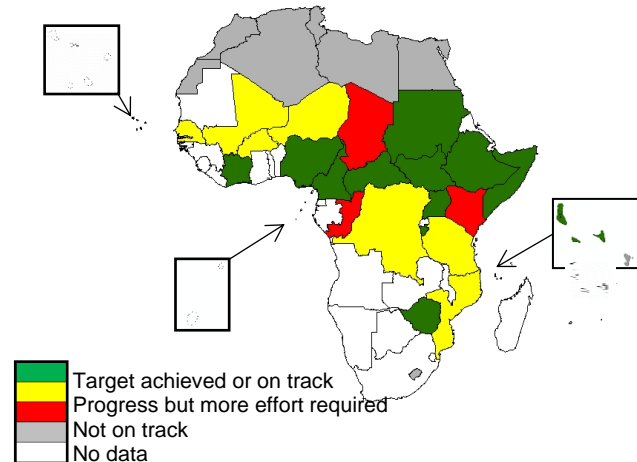 Target achieved or on track
Progress but more effort required
Not on track
No data